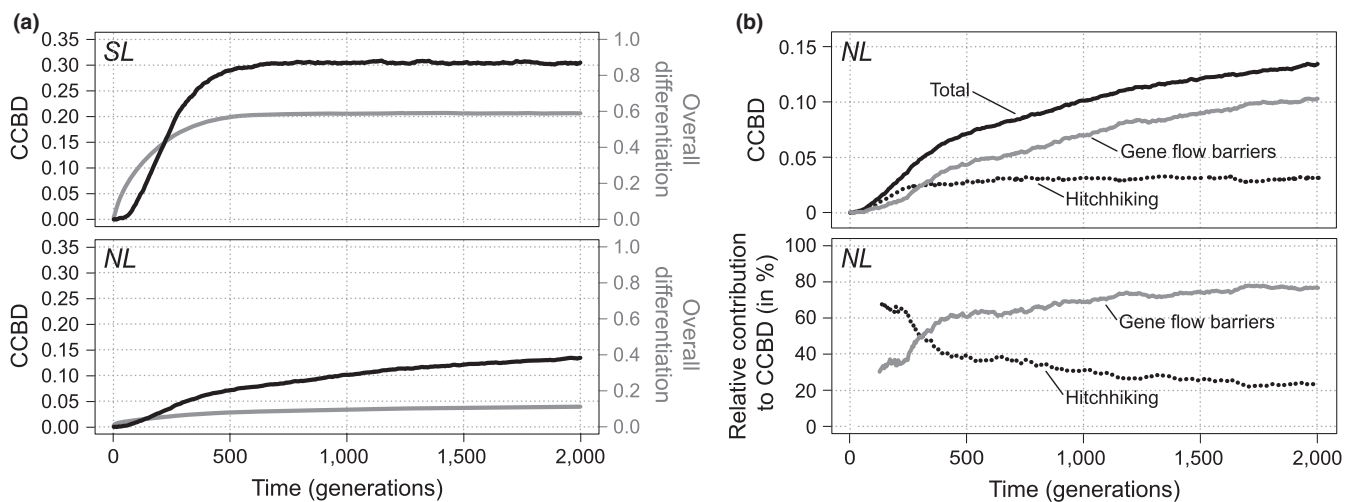 (a)
SL
0.35
0.30
0.25
0.20
0.15
0.10
0.05
0.00
CCBD
1.0
0.8
0.6
0.4
0.2
0.0
Overall
differentiation
NL
0.35
0.30
0.25
0.20
0.15
0.10
0.05
0.00
CCBD
1.0
0.8
0.6
0.4
0.2
0.0
Overall
differentiation
0
500
1,000
1,500
2,000
Time (generations)
(b)
NL
0.15
0.10
0.05
0
CCBD
Total
Gene flow barriers
Hitchhiking
NL
100
80
60
40
20
0
Relative contribution
to CCBD (in %)
Gene flow barriers
Hitchhiking
0
500
1,000
1,500
2,000
Time (generations)